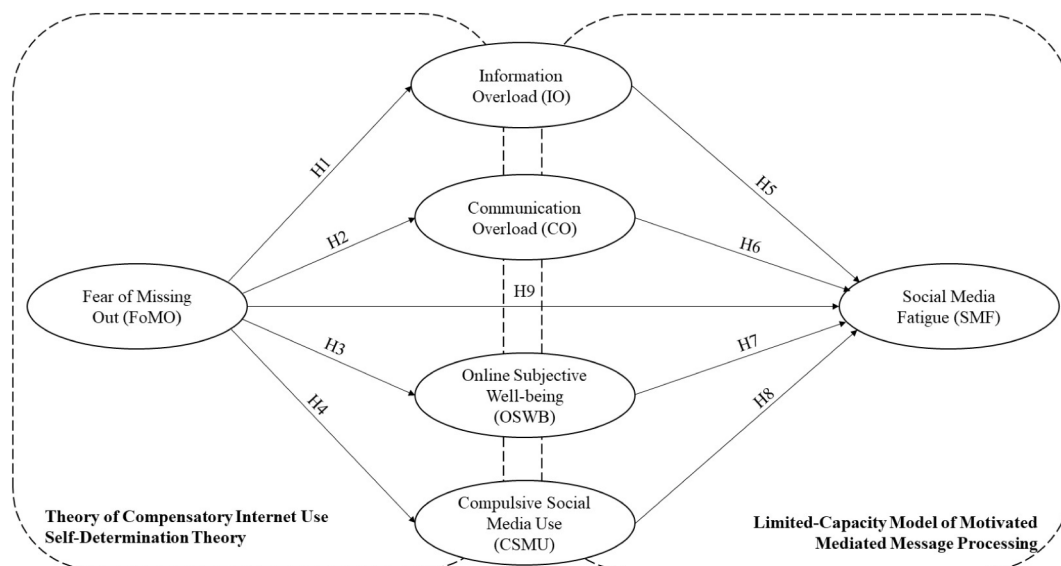 Information
Overload (IO)
H1
H5
Communication
Overload (CO)
H2
H6
Fear of Missing
Out (FoMO)
H9
Social Media
Fatigue (SMF)
H3
H7
Online Subjective
Well-being
(OSWB)
H4
H8
Compulsive Social
Media Use
(CSMU)
Theory of Compensatory Internet Use
Self-Determination Theory
Limited-Capacity Model of Motivated
Mediated Message Processing